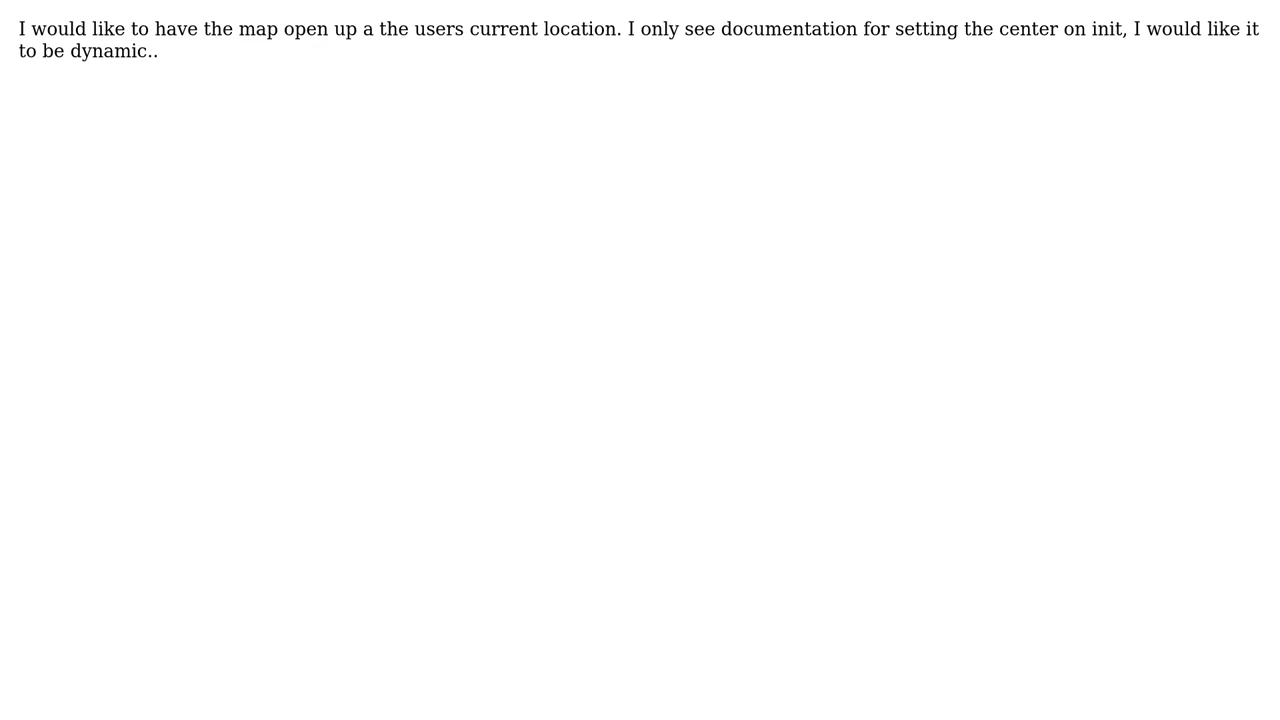 I would like to have the map open up a the users current location. I only see documentation for setting the center on init, I would like it
to be dynamic..